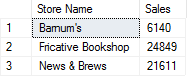 Store Name Sales
1 Barnum's 6140
2 Fricative Bookshop 24849
3 News & Brews 21611